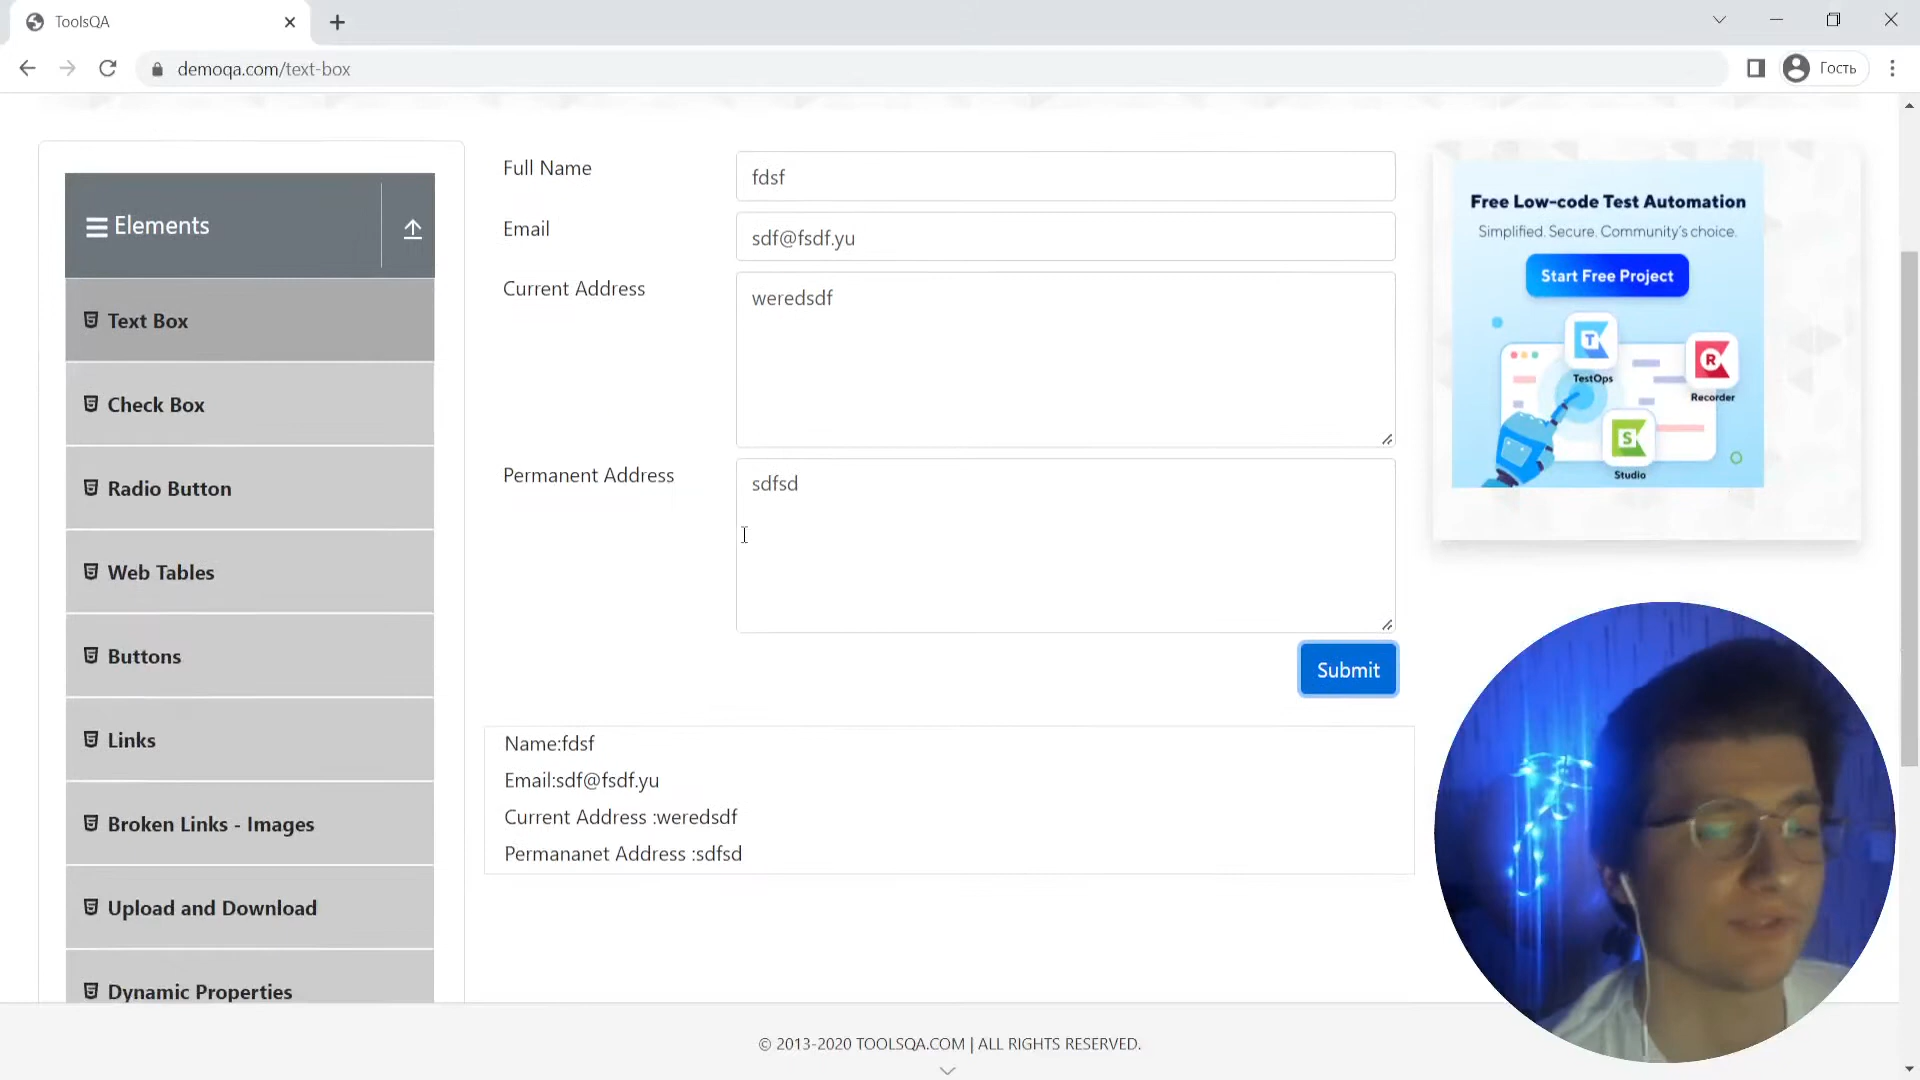 ToolsQA
demoqa.com/text-box
Гость
Elements
Text Box
Check Box
Radio Button
Web Tables
Buttons
Links
Broken Links - Images
Upload and Download
Dynamic Properties
Full Name
fdsf
Email
sdf@fsdf.yu
Current Address
weredsdf
Permanent Address
sdfsd
Submit
Name:fdsf
Email:sdf@fsdf.yu
Current Address :weredsdf
Permananet Address :sdfsd
Free Low-code Test Automation
Simplified. Secure. Community's choice.
Start Free Project
T
TestOps
R
Recorder
S
Studio
© 2013-2020 TOOLSQA.COM | ALL RIGHTS RESERVED.